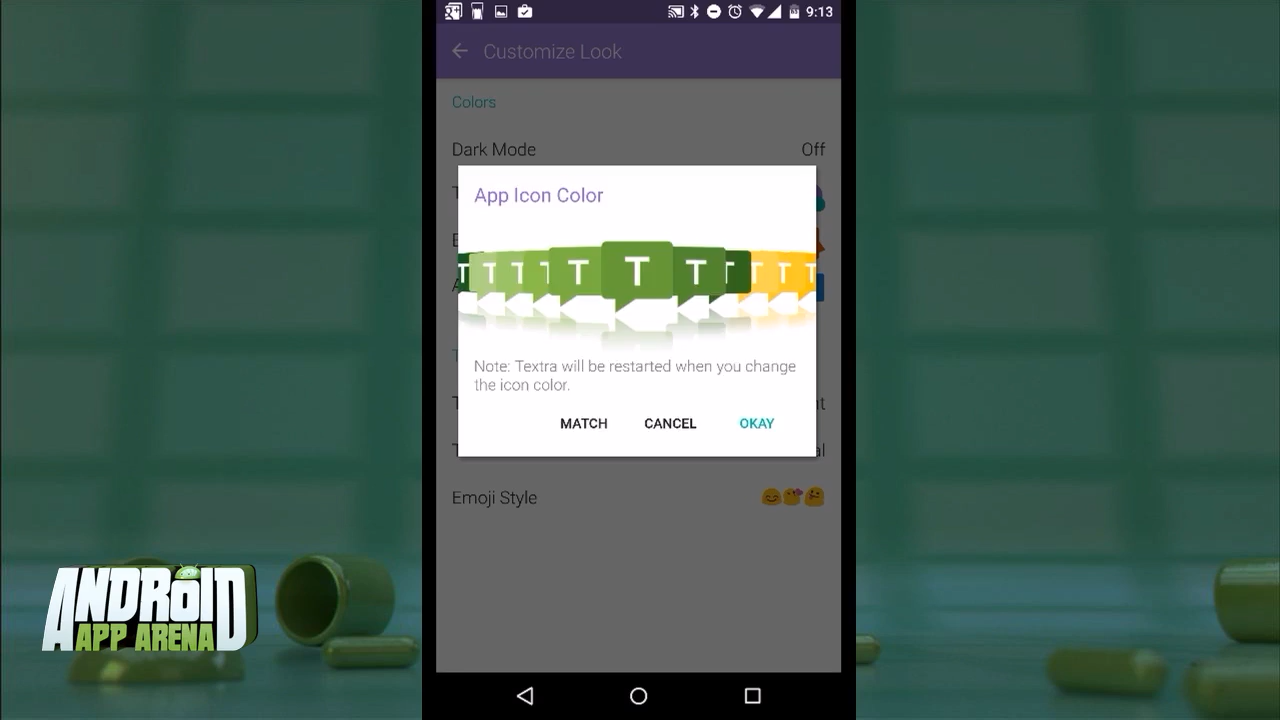 9:13
Customize Look
Colors
Dark Mode Off
App Icon Color
T T T T T T T T T T T
Note: Textra will be restarted when you change
the icon color.
MATCH CANCEL OKAY
Emoji Style
ANDROID
APP ARENA